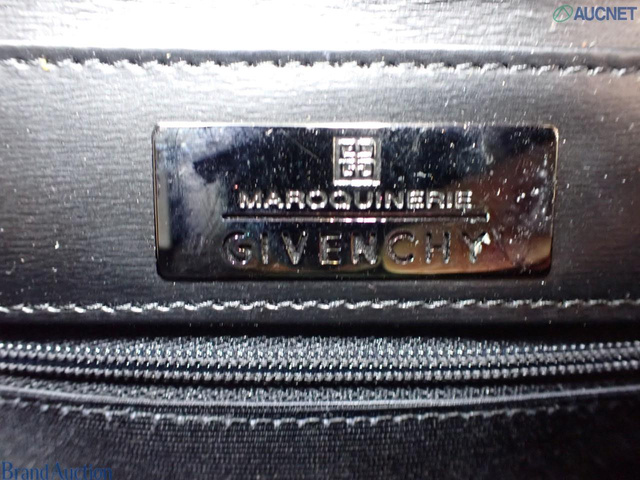 AUCNET
MAROQUINERIE
GIVENCHY
Brand Auction